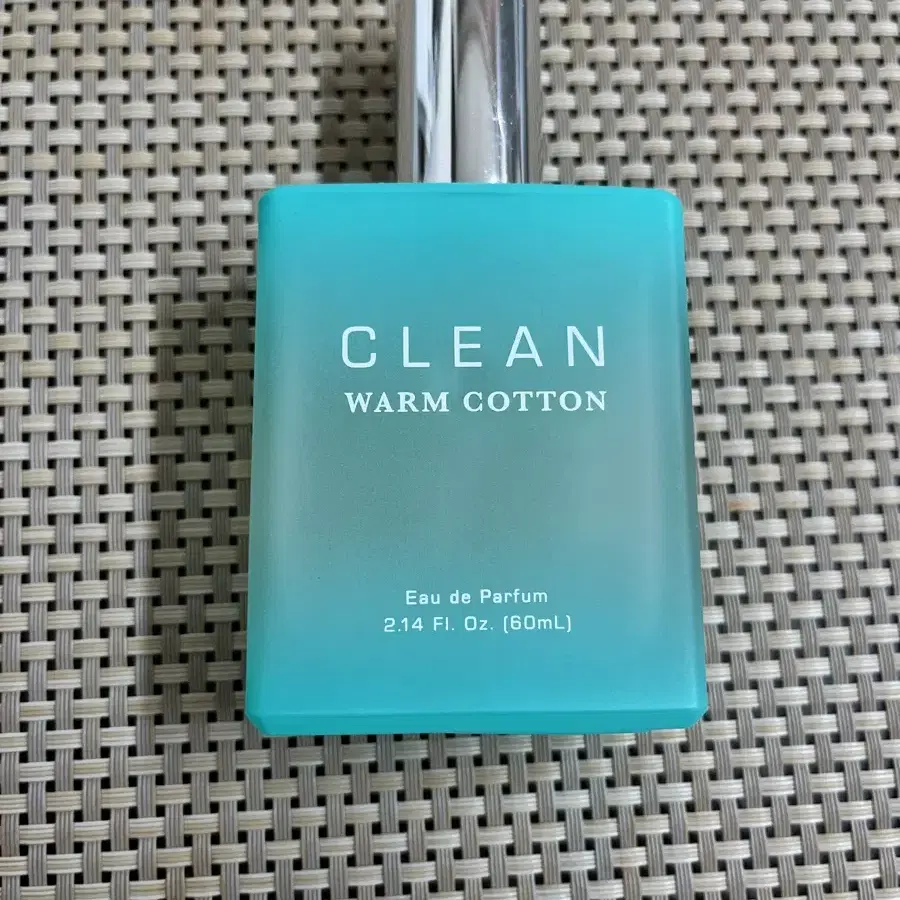 CLEAN
WARM COTTON
Eau de Parfum
2.14 Fl. Oz. (60mL)